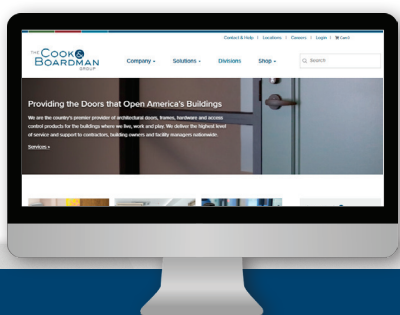 Contact & Help | Locations | Careers | Login | Cart
THE COOK & BOARDMAN GROUP
Company Solutions Divisions Shop Search
Providing the Doors that Open America's Buildings
We are the country's premier provider of architectural doors, frames, hardware and access
control products for the buildings where we live, work and play. We deliver the highest level
of service and support to contractors, building owners and facility managers nationwide.
Services »